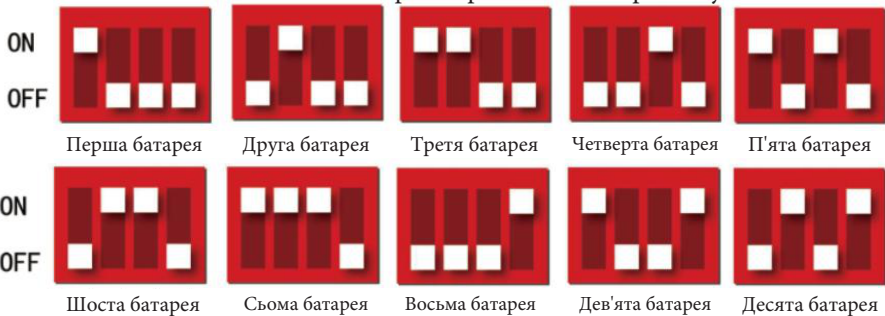 ON
OFF
Перша батарея Друга батарея Третя батарея Четверта батарея П'ята батарея
ON
OFF
Шоста батарея Сьома батарея Восьма батарея Дев'ята батарея Десята батарея